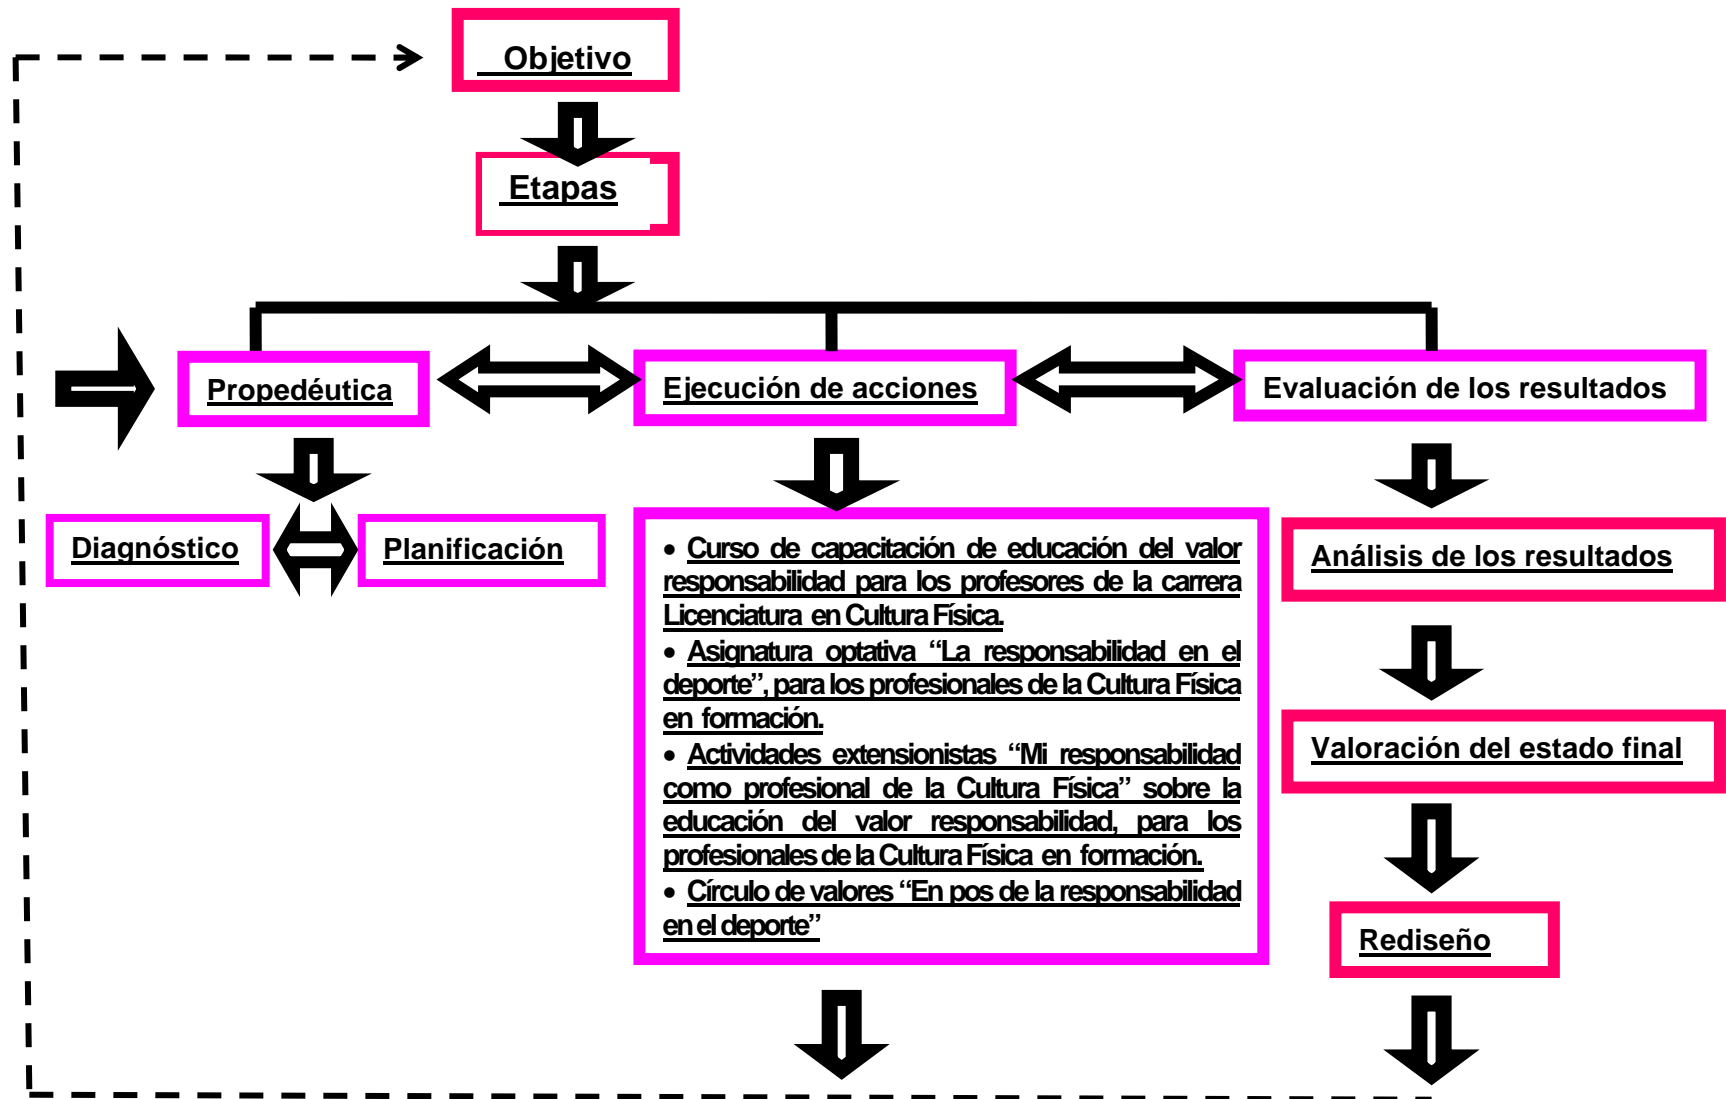 Objetivo
Etapas
Propedéutica
Ejecución de acciones
Evaluación de los resultados
Diagnóstico
Planificación
• Curso de capacitación de educación del valor
responsabilidad para los profesores de la carrera
Licenciatura en Cultura Física.
• Asignatura optativa “La responsabilidad en el
deporte”, para los profesionales de la Cultura Física
en formación.
• Actividades extensionistas “Mi responsabilidad
como profesional de la Cultura Física” sobre la
educación del valor responsabilidad, para los
profesionales de la Cultura Física en formación.
• Círculo de valores “En pos de la responsabilidad
en el deporte”
Análisis de los resultados
Valoración del estado final
Rediseño